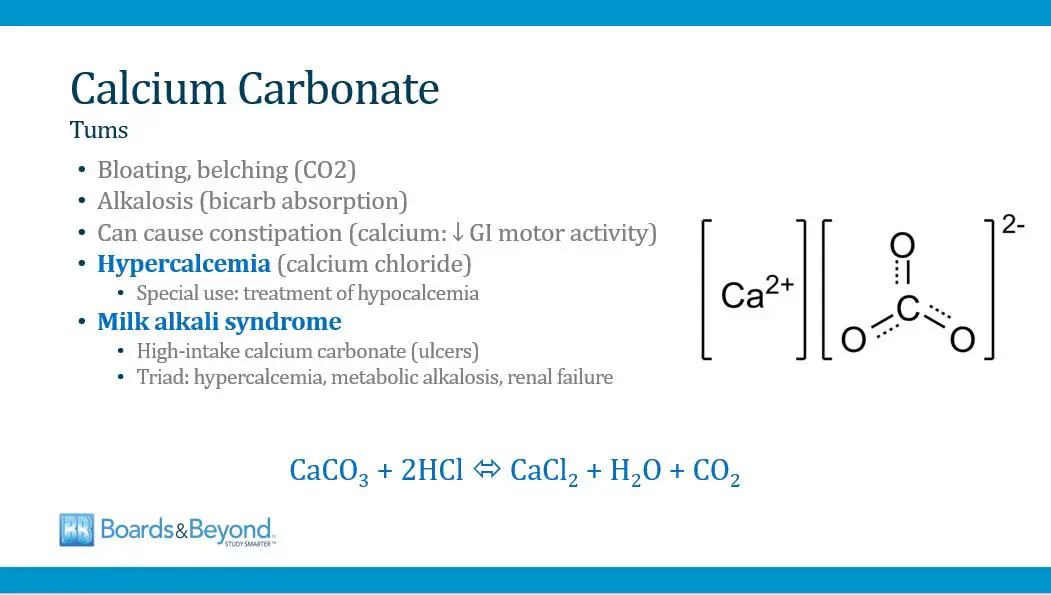 Calcium Carbonate
Tums
• Bloating, belching (CO2)
• Alkalosis (bicarb absorption)
• Can cause constipation (calcium: ↓ GI motor activity)
• Hypercalcemia (calcium chloride)
• Special use: treatment of hypocalcemia
• Milk alkali syndrome
• High-intake calcium carbonate (ulcers)
• Triad: hypercalcemia, metabolic alkalosis, renal failure
2-
O
Ca²⁺
C
O O
CaCO₃ + 2HCl ⬄ CaCl₂ + H₂O + CO₂
BB Boards&Beyond.
STUDY SMARTER™